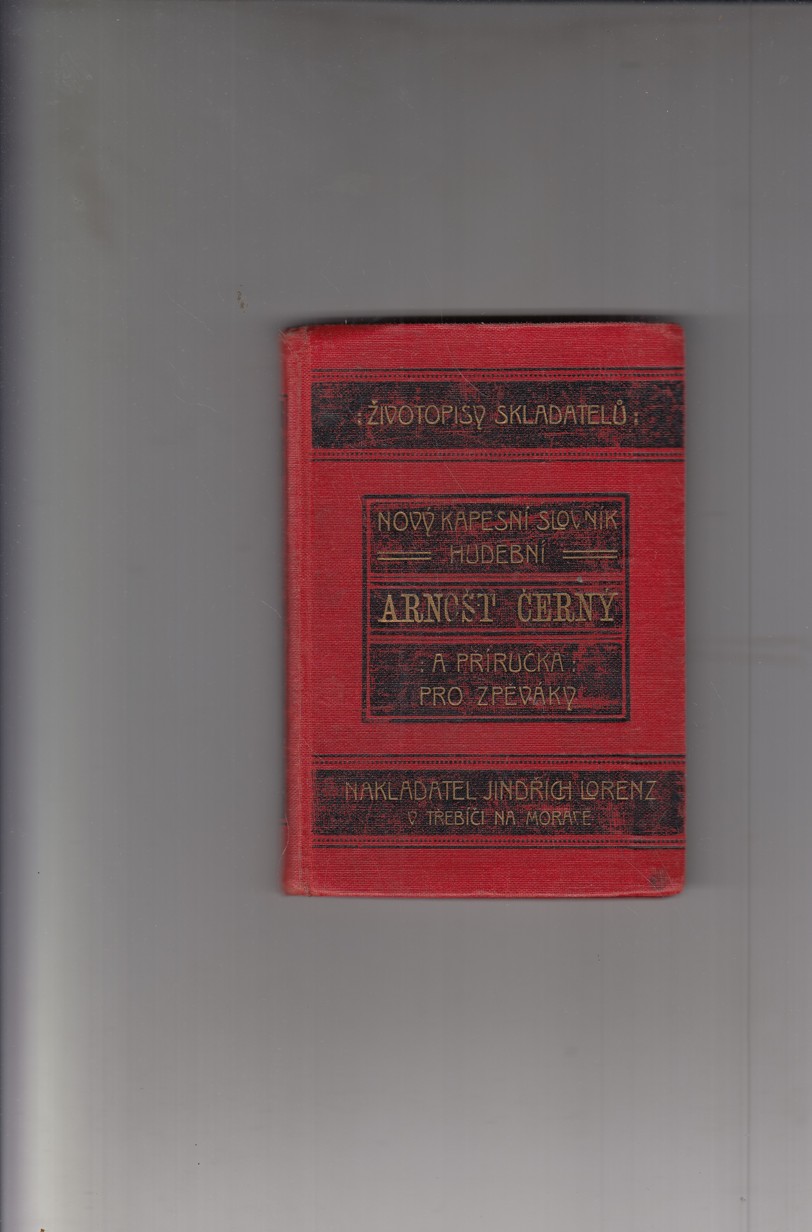 : ŽIVOTOPISY SKLADATELŮ :
NOVÝ KAPESNÍ SLOVNÍK
HUDEBNÍ
ARNOŠT ČERNÝ
: A PŘÍRUČKA :
PRO ZPĚVÁKY
NAKLADATEL JINDŘICH LORENZ
V TŘEBÍČI NA MORAVĚ